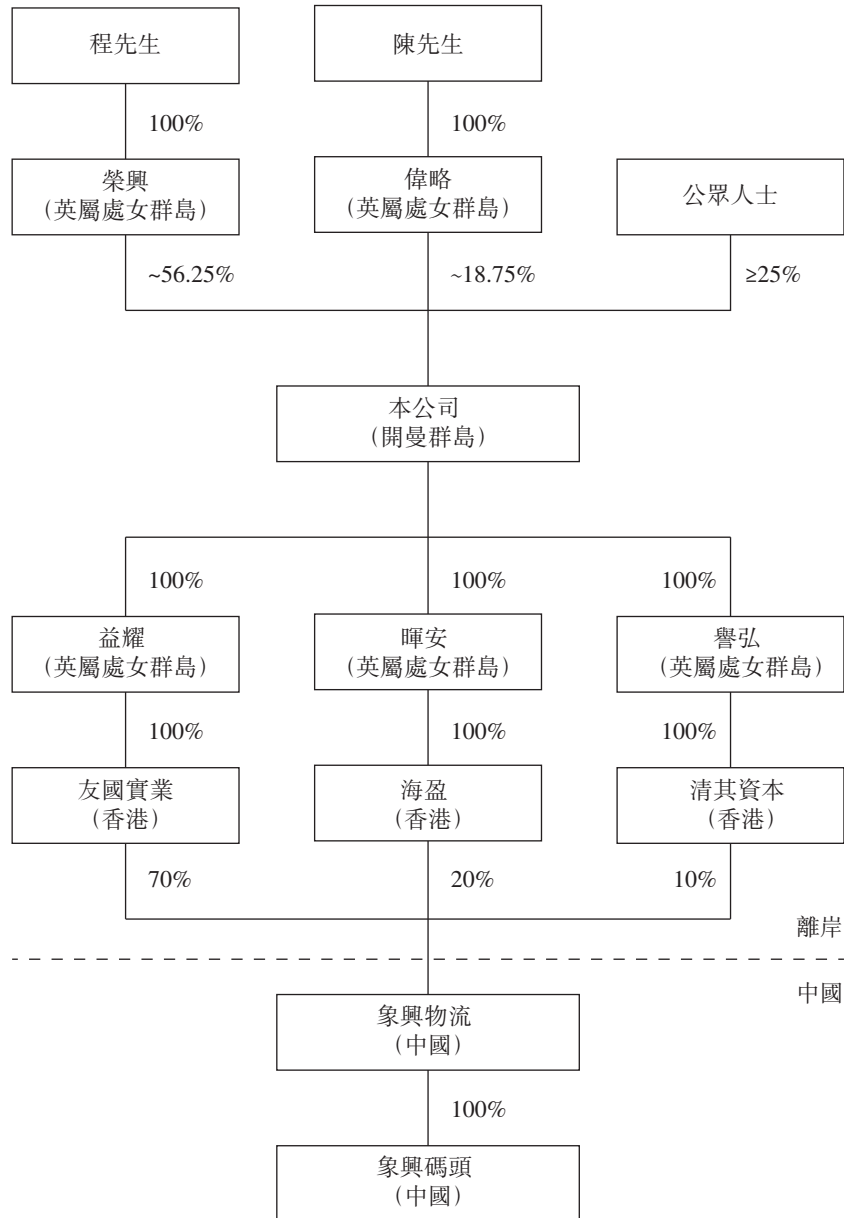 程先生
陳先生
100%
100%
榮興
(英屬處女群島)
偉略
(英屬處女群島)
公眾人士
~56.25%
~18.75%
≥25%
本公司
(開曼群島)
100%
100%
100%
益耀
(英屬處女群島)
暉安
(英屬處女群島)
譽弘
(英屬處女群島)
100%
100%
100%
友國實業
(香港)
海盈
(香港)
清其資本
(香港)
70%
20%
10%
離岸
中國
象興物流
(中國)
100%
象興碼頭
(中國)